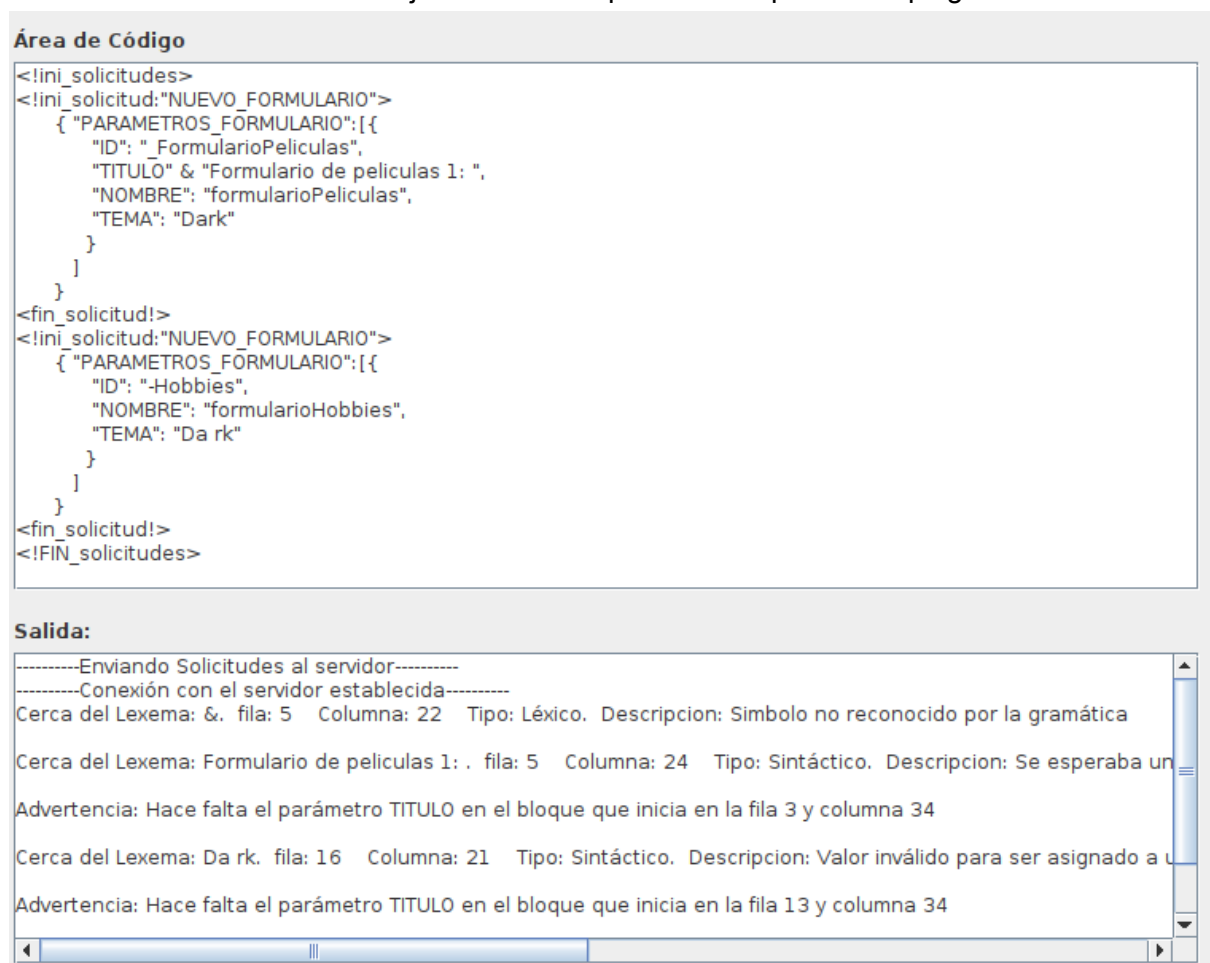 Área de Código
<!ini_solicitudes>
<!ini_solicitud:"NUEVO_FORMULARIO">
{ "PARAMETROS_FORMULARIO":[{
"ID": "_FormularioPeliculas",
"TITULO" & "Formulario de peliculas 1: ",
"NOMBRE": "formularioPeliculas",
"TEMA": "Dark"
}
]
}
<fin_solicitud!>
<!ini_solicitud:"NUEVO_FORMULARIO">
{ "PARAMETROS_FORMULARIO":[{
"ID": "-Hobbies",
"NOMBRE": "formularioHobbies",
"TEMA": "Da rk"
}
]
}
<fin_solicitud!>
<!FIN_solicitudes>
Salida:
----------Enviando Solicitudes al servidor----------
----------Conexión con el servidor establecida----------
Cerca del Lexema: &. fila: 5 Columna: 22 Tipo: Léxico. Descripcion: Simbolo no reconocido por la gramática
Cerca del Lexema: Formulario de peliculas 1: . fila: 5 Columna: 24 Tipo: Sintáctico. Descripcion: Se esperaba un
Advertencia: Hace falta el parámetro TITULO en el bloque que inicia en la fila 3 y columna 34
Cerca del Lexema: Da rk. fila: 16 Columna: 21 Tipo: Sintáctico. Descripcion: Valor inválido para ser asignado a
Advertencia: Hace falta el parámetro TITULO en el bloque que inicia en la fila 13 y columna 34